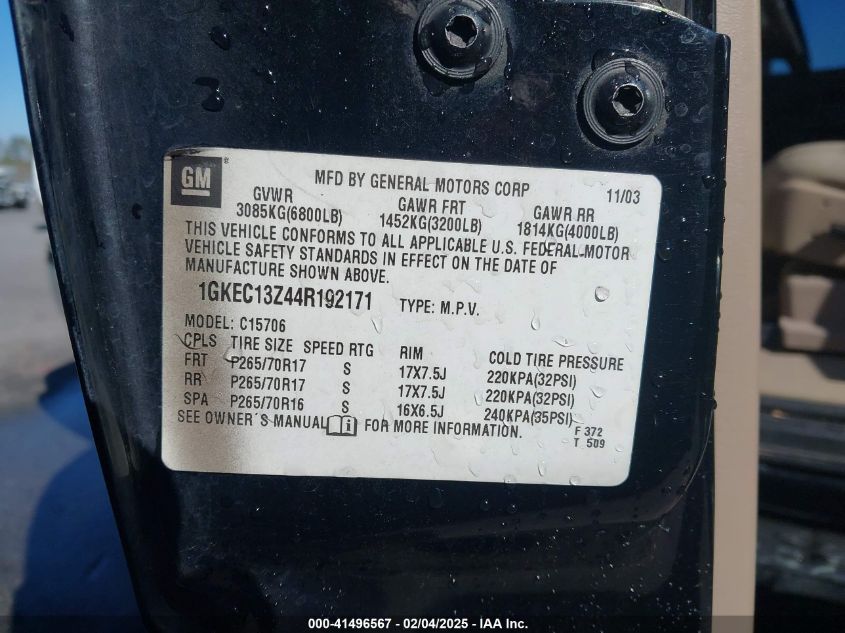 GM ®
MFD BY GENERAL MOTORS CORP 11/03
GVWR GAWR FRT GAWR RR
3085KG(6800LB) 1452KG(3200LB) 1814KG(4000LB)
THIS VEHICLE CONFORMS TO ALL APPLICABLE U.S. FEDERAL MOTOR
VEHICLE SAFETY STANDARDS IN EFFECT ON THE DATE OF
MANUFACTURE SHOWN ABOVE.
1GKEC13Z44R192171 TYPE: M.P.V.
MODEL: C15706
CPLS TIRE SIZE SPEED RTG RIM COLD TIRE PRESSURE
FRT P265/70R17 S 17X7.5J 220KPA(32PSI)
RR P265/70R17 S 17X7.5J 220KPA(32PSI)
SPA P265/70R16 S 16X6.5J 240KPA(35PSI)
SEE OWNER´S MANUAL FOR MORE INFORMATION.
F 372
T 509
000-41496567 - 02/04/2025 - IAA Inc.